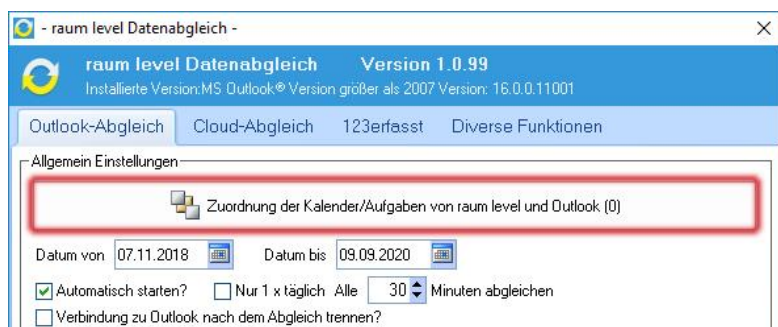 - raum level Datenabgleich -
raum level Datenabgleich Version 1.0.99
Installierte Version:MS Outlook® Version größer als 2007 Version: 16.0.0.11001
Outlook-Abgleich Cloud-Abgleich 123erfasst Diverse Funktionen
Allgemein Einstellungen
Zuordnung der Kalender/Aufgaben von raum level und Outlook (0)
Datum von 07.11.2018 Datum bis 09.09.2020
Automatisch starten? Nur 1 x täglich Alle 30 Minuten abgleichen
Verbindung zu Outlook nach dem Abgleich trennen?